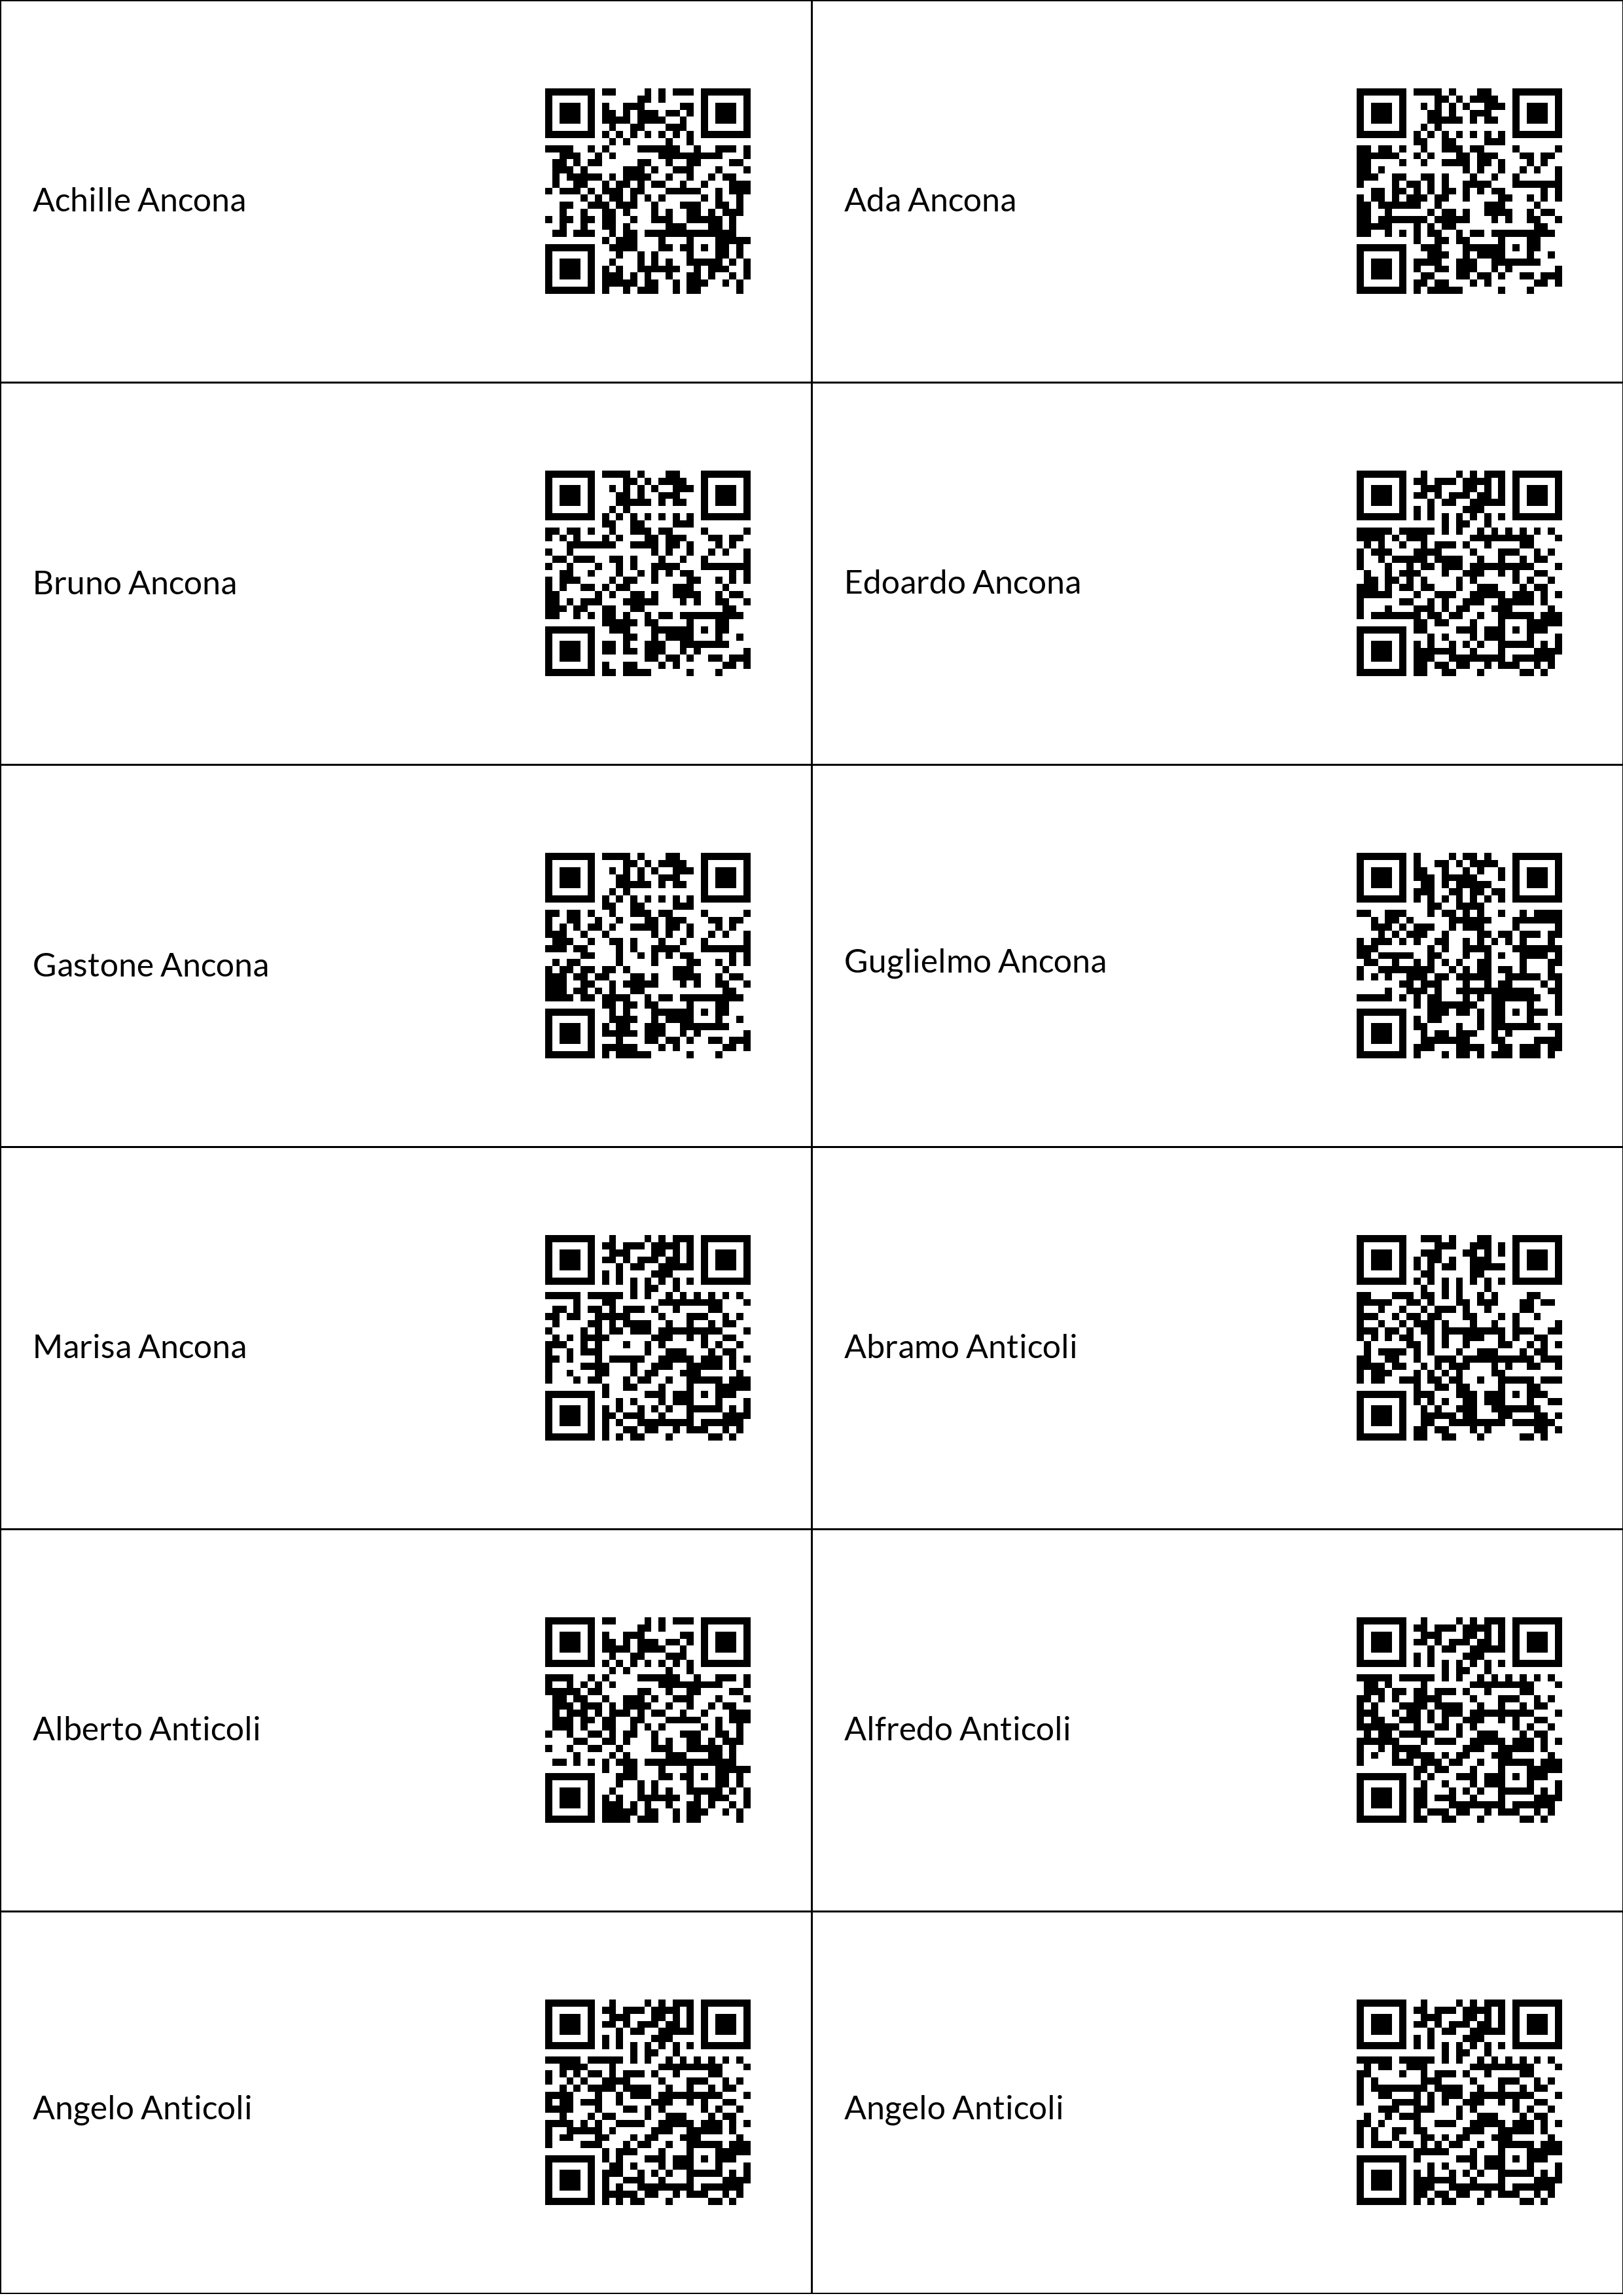 Achille Ancona
Ada Ancona
Bruno Ancona
Edoardo Ancona
Gastone Ancona
Guglielmo Ancona
Marisa Ancona
Abramo Anticoli
Alberto Anticoli
Alfredo Anticoli
Angelo Anticoli
Angelo Anticoli